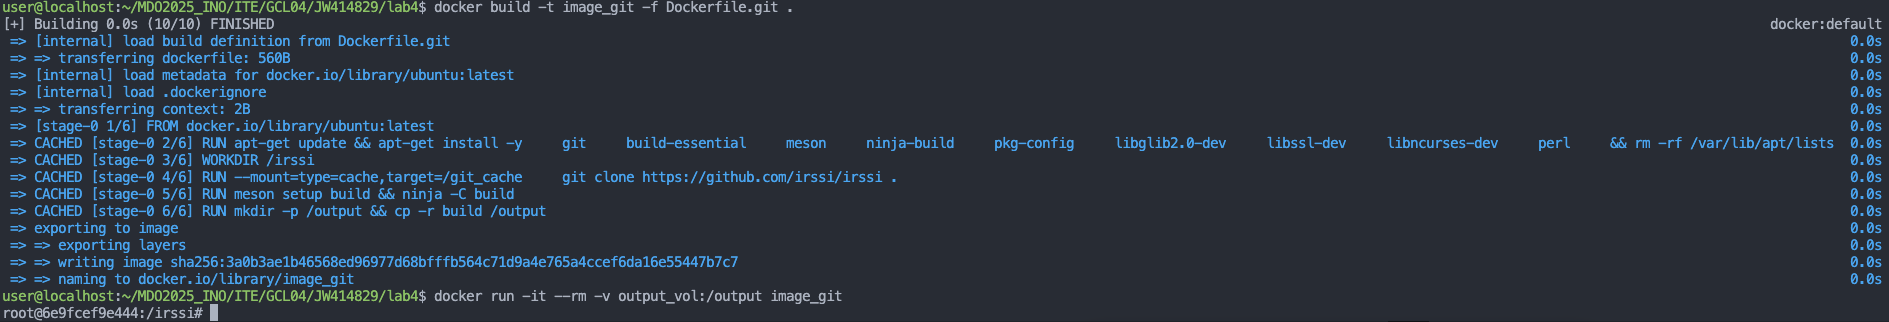 user@localhost:~/MDO2025_INO/ITE/GCL04/JW414829/lab4$ docker build -t image_git -f Dockerfile.git .
[+] Building 0.0s (10/10) FINISHED docker:default
=> [internal] load build definition from Dockerfile.git 0.0s
=> => transferring dockerfile: 560B 0.0s
=> [internal] load metadata for docker.io/library/ubuntu:latest 0.0s
=> [internal] load .dockerignore 0.0s
=> => transferring context: 2B 0.0s
=> [stage-0 1/6] FROM docker.io/library/ubuntu:latest 0.0s
=> CACHED [stage-0 2/6] RUN apt-get update && apt-get install -y git build-essential meson ninja-build pkg-config libglib2.0-dev libssl-dev libncurses-dev perl && rm -rf /var/lib/apt/lists 0.0s
=> CACHED [stage-0 3/6] WORKDIR /irssi 0.0s
=> CACHED [stage-0 4/6] RUN --mount=type=cache,target=/git_cache git clone https://github.com/irssi/irssi . 0.0s
=> CACHED [stage-0 5/6] RUN meson setup build && ninja -C build 0.0s
=> CACHED [stage-0 6/6] RUN mkdir -p /output && cp -r build /output 0.0s
=> exporting to image 0.0s
=> => exporting layers 0.0s
=> => writing image sha256:3a0b3ae1b46568ed96977d68bfffb564c71d9a4e765a4ccef6da16e55447b7c7 0.0s
=> => naming to docker.io/library/image_git 0.0s
user@localhost:~/MDO2025_INO/ITE/GCL04/JW414829/lab4$ docker run -it --rm -v output_vol:/output image_git
root@6e9fcef9e444:/irssi#